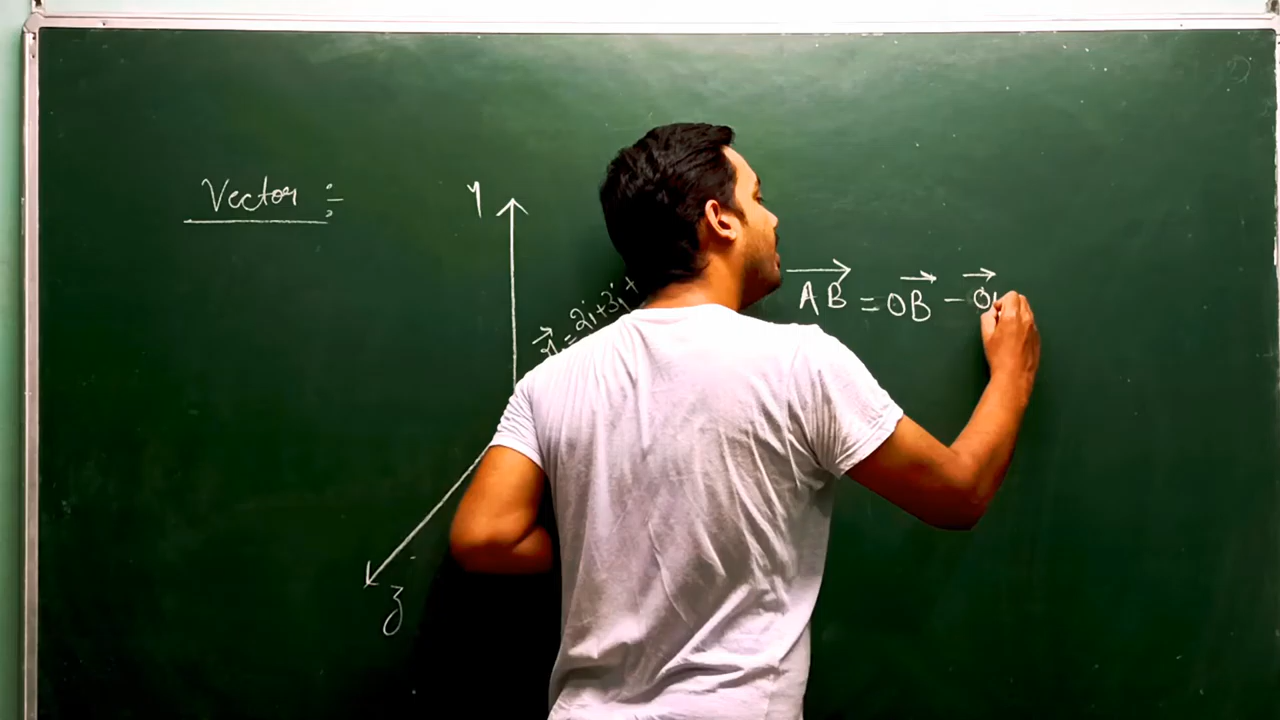 Vector :-
y
AB = OB - O
= 2i + 3j +
z